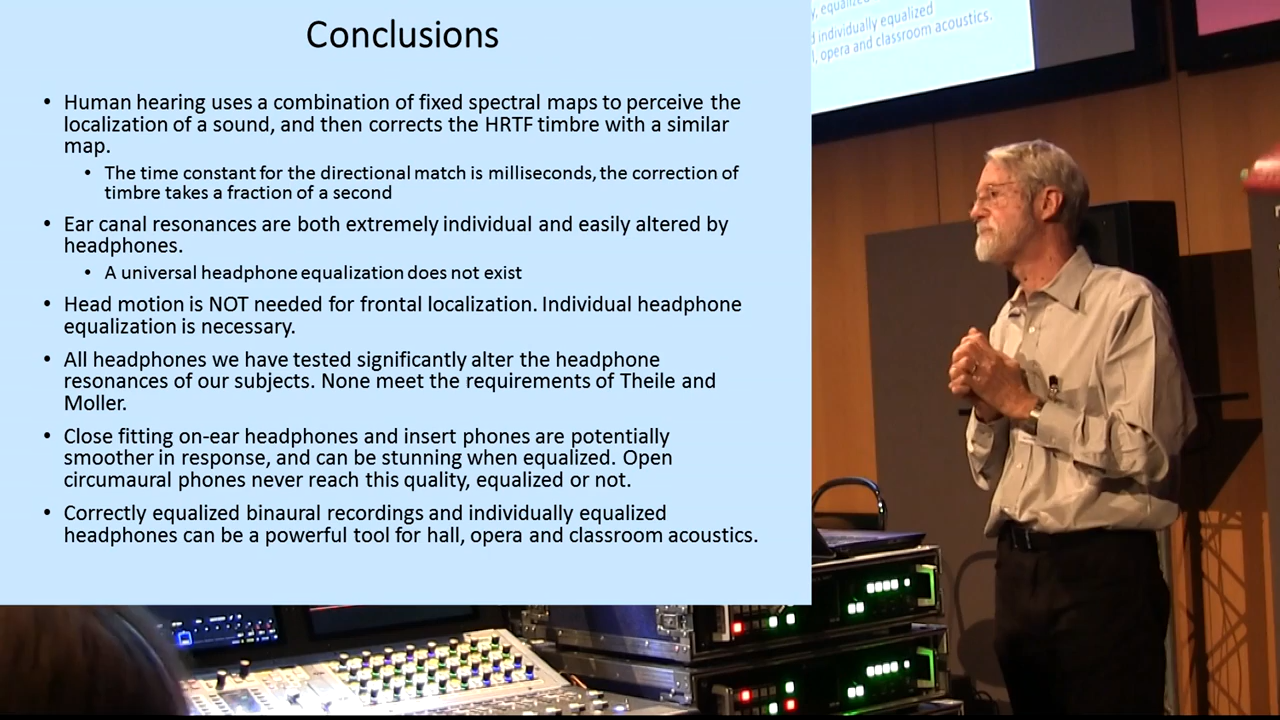 Conclusions
• Human hearing uses a combination of fixed spectral maps to perceive the
localization of a sound, and then corrects the HRTF timbre with a similar
map.
• The time constant for the directional match is milliseconds, the correction of
timbre takes a fraction of a second
• Ear canal resonances are both extremely individual and easily altered by
headphones.
• A universal headphone equalization does not exist
• Head motion is NOT needed for frontal localization. Individual headphone
equalization is necessary.
• All headphones we have tested significantly alter the headphone
resonances of our subjects. None meet the requirements of Theile and
Moller.
• Close fitting on-ear headphones and insert phones are potentially
smoother in response, and can be stunning when equalized. Open
circumaural phones never reach this quality, equalized or not.
• Correctly equalized binaural recordings and individually equalized
headphones can be a powerful tool for hall, opera and classroom acoustics.
individually equalized
opera and classroom acoustics.